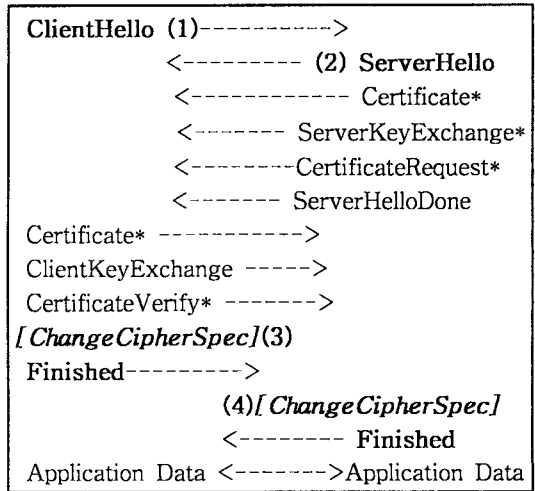 ClientHello (1)----------->
<--------- (2) ServerHello
<------------ Certificate*
<-------- ServerKeyExchange*
<--------CertificateRequest*
<------- ServerHelloDone
Certificate* ----------->
ClientKeyExchange ----->
CertificateVerify* ------->
[ChangeCipherSpec](3)
Finished--------->
(4)[ChangeCipherSpec]
<-------- Finished
Application Data <------->Application Data